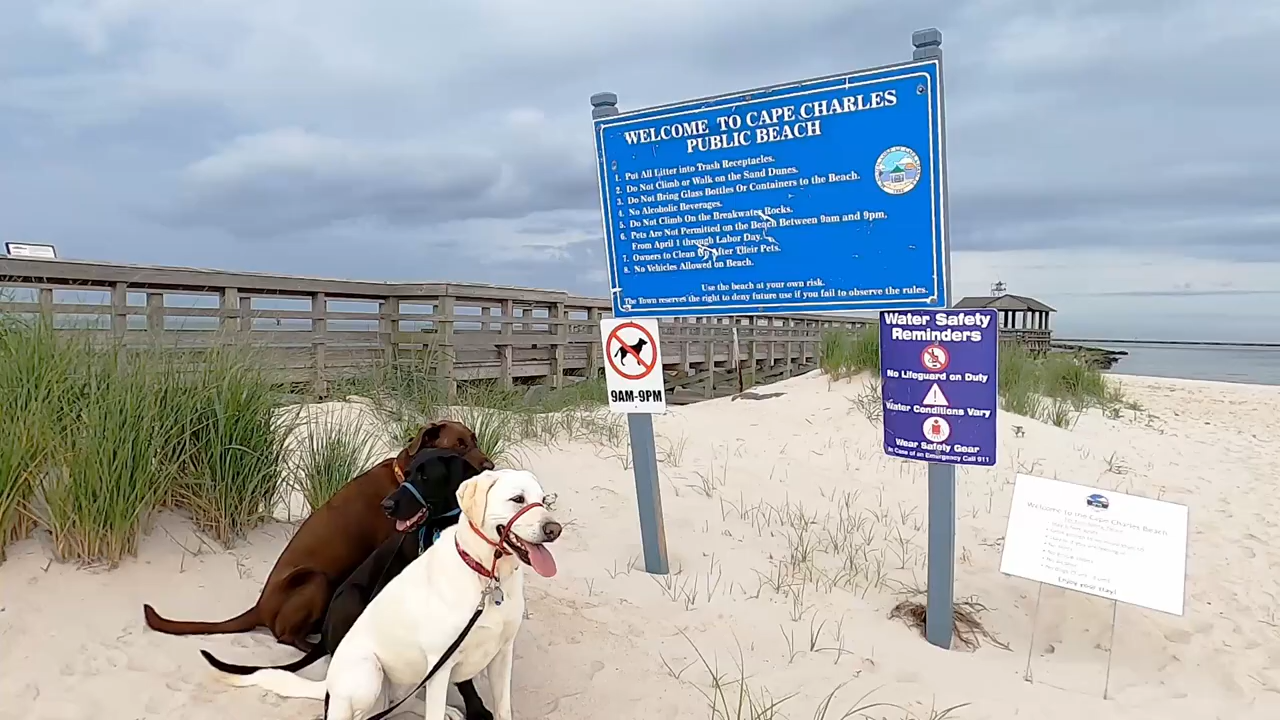 WELCOME TO CAPE CHARLES
PUBLIC BEACH
1. Put All Litter into Trash Receptacles.
2. Do Not Climb or Walk on the Sand Dunes.
3. Do Not Bring Glass Bottles Or Containers to the Beach.
4. No Alcoholic Beverages.
5. Do Not Climb On the Breakwater Rocks.
6. Pets Are Not Permitted on the Beach Between 9am and 9pm,
From April 1 through Labor Day.
7. Owners to Clean Up After Their Pets.
8. No Vehicles Allowed on Beach.
Use the beach at your own risk.
The Town reserves the right to deny future use if you fail to observe the rules.
9AM-9PM
Water Safety
Reminders
No Lifeguard on Duty
Water Conditions Vary
Wear Safety Gear
In Case of an Emergency Call 911
Welcome to the Cape Charles Beach
Enjoy your stay!